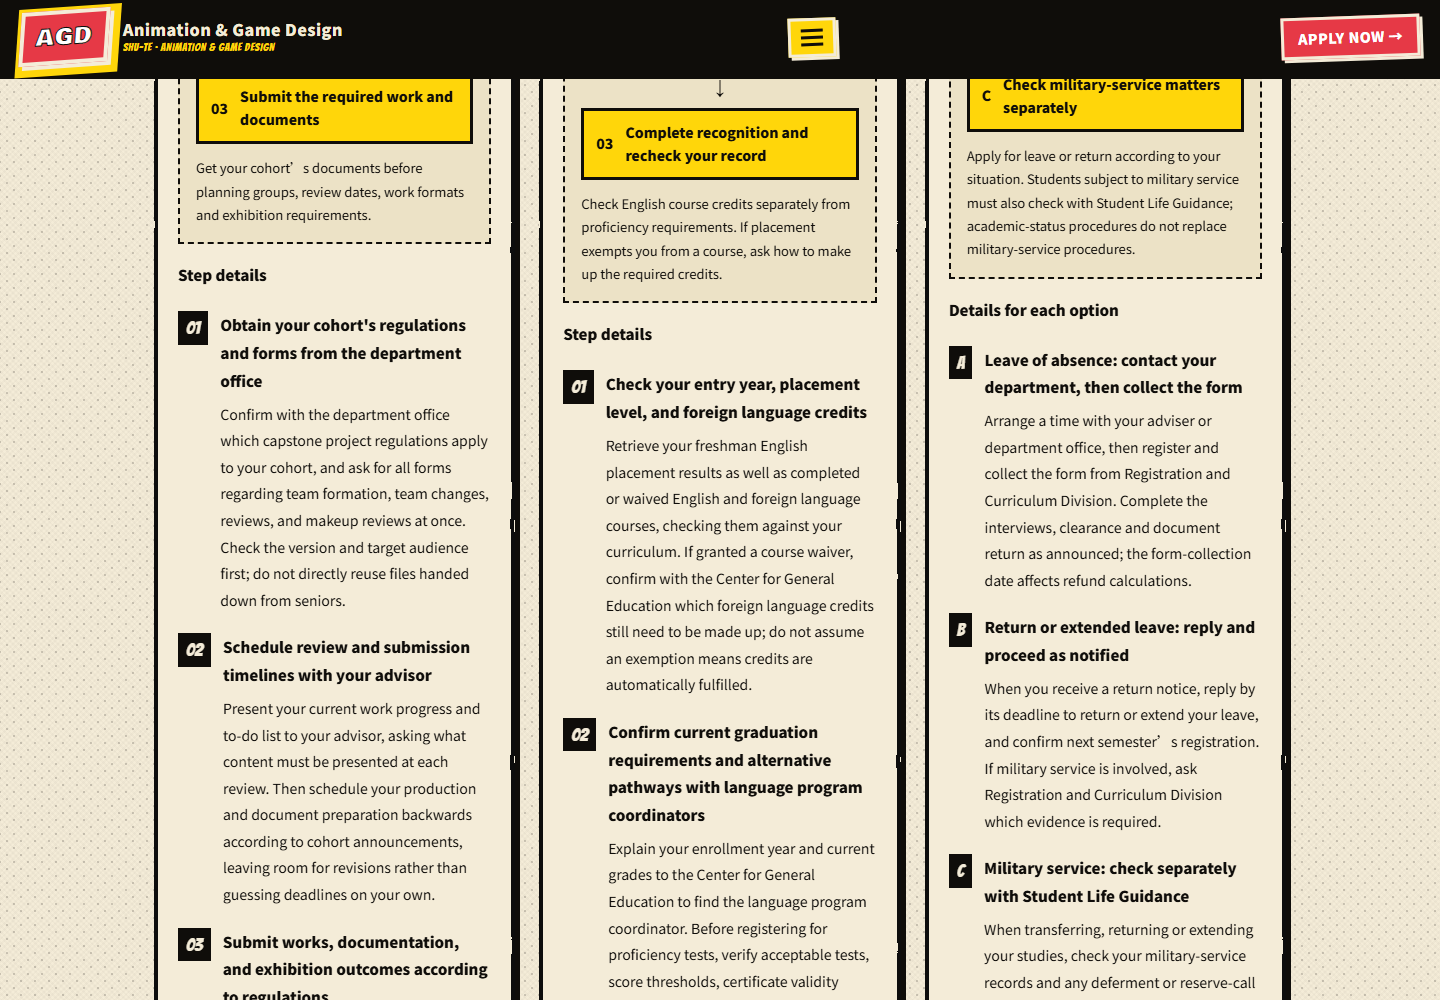 AGD
Animation & Game Design
SHU-TE · ANIMATION & GAME DESIGN
APPLY NOW →
03
Submit the required work and
documents
Get your cohort’s documents before
planning groups, review dates, work formats
and exhibition requirements.
Step details
01
Obtain your cohort's regulations
and forms from the department
office
Confirm with the department office
which capstone project regulations apply
to your cohort, and ask for all forms
regarding team formation, team changes,
reviews, and makeup reviews at once.
Check the version and target audience
first; do not directly reuse files handed
down from seniors.
02
Schedule review and submission
timelines with your advisor
Present your current work progress and
to-do list to your advisor, asking what
content must be presented at each
review. Then schedule your production
and document preparation backwards
according to cohort announcements,
leaving room for revisions rather than
guessing deadlines on your own.
03
Submit works, documentation,
and exhibition outcomes according
to regulations
↓
03
Complete recognition and
recheck your record
Check English course credits separately from
proficiency requirements. If placement
exempts you from a course, ask how to make
up the required credits.
Step details
01
Check your entry year, placement
level, and foreign language credits
Retrieve your freshman English
placement results as well as completed
or waived English and foreign language
courses, checking them against your
curriculum. If granted a course waiver,
confirm with the Center for General
Education which foreign language credits
still need to be made up; do not assume
an exemption means credits are
automatically fulfilled.
02
Confirm current graduation
requirements and alternative
pathways with language program
coordinators
Explain your enrollment year and current
grades to the Center for General
Education to find the language program
coordinator. Before registering for
proficiency tests, verify acceptable tests,
score thresholds, certificate validity
C
Check military-service matters
separately
Apply for leave or return according to your
situation. Students subject to military service
must also check with Student Life Guidance;
academic-status procedures do not replace
military-service procedures.
Details for each option
A
Leave of absence: contact your
department, then collect the form
Arrange a time with your adviser or
department office, then register and
collect the form from Registration and
Curriculum Division. Complete the
interviews, clearance and document
return as announced; the form-collection
date affects refund calculations.
B
Return or extended leave: reply and
proceed as notified
When you receive a return notice, reply by
its deadline to return or extend your leave,
and confirm next semester’s registration.
If military service is involved, ask
Registration and Curriculum Division
which evidence is required.
C
Military service: check separately
with Student Life Guidance
When transferring, returning or extending
your studies, check your military-service
records and any deferment or reserve-call